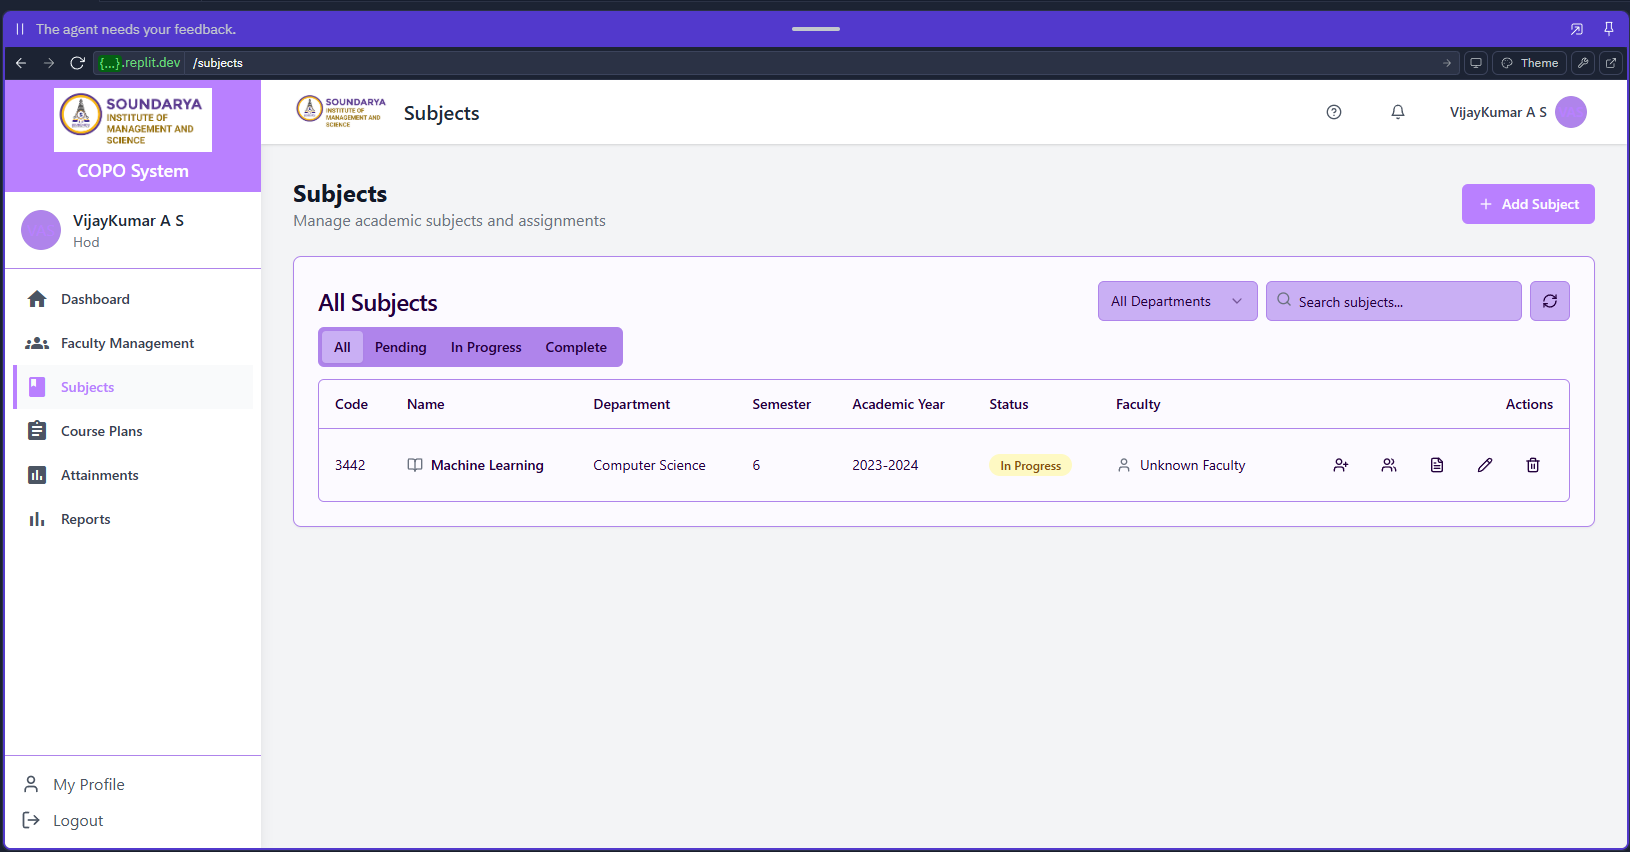 The agent needs your feedback.
{...}.replit.dev /subjects
Theme
SOUNDARYA
INSTITUTE OF
MANAGEMENT AND
SCIENCE
COPO System
SOUNDARYA
INSTITUTE OF
MANAGEMENT AND
SCIENCE
Subjects
VijayKumar A S
VijayKumar A S
Hod
Dashboard
Faculty Management
Subjects
Course Plans
Attainments
Reports
My Profile
Logout
Subjects
Manage academic subjects and assignments
Add Subject
All Subjects
All Departments
Search subjects...
All Pending In Progress Complete
Code Name Department Semester Academic Year Status Faculty Actions
3442 Machine Learning Computer Science 6 2023-2024 In Progress Unknown Faculty